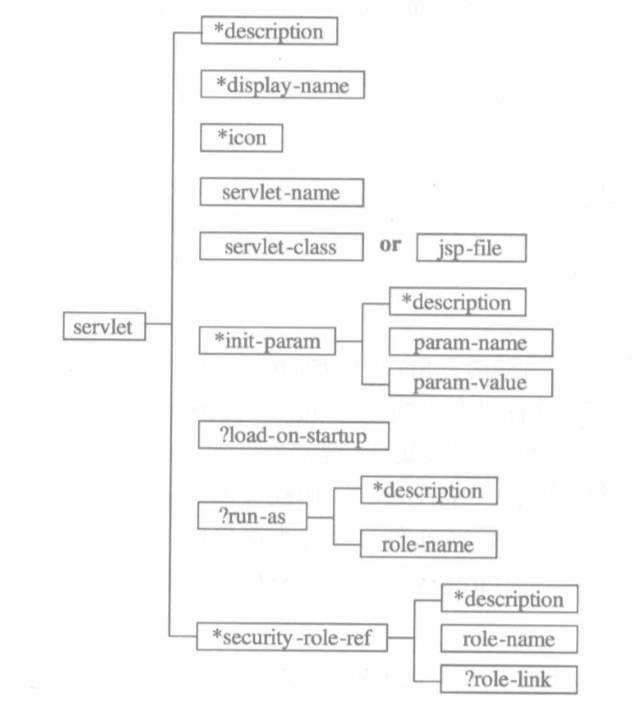 *description
*display-name
*icon
servlet-name
servlet-class or jsp-file
servlet
*init-param
*description
param-name
param-value
?load-on-startup
?run-as
*description
role-name
*security-role-ref
*description
role-name
?role-link